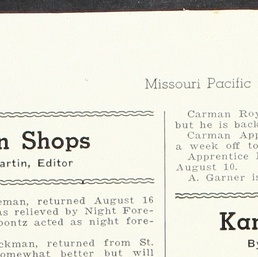 Missouri Pacific
n Shops
artin, Editor
eman, returned August 16
as relieved by Night Fore-
oontz acted as night fore-
ckman, returned from St.
omewhat better but will
Carman Roy
but he is back
Carman App
a week off to
Apprentice
August 10.
A. Garner is
Kan
By